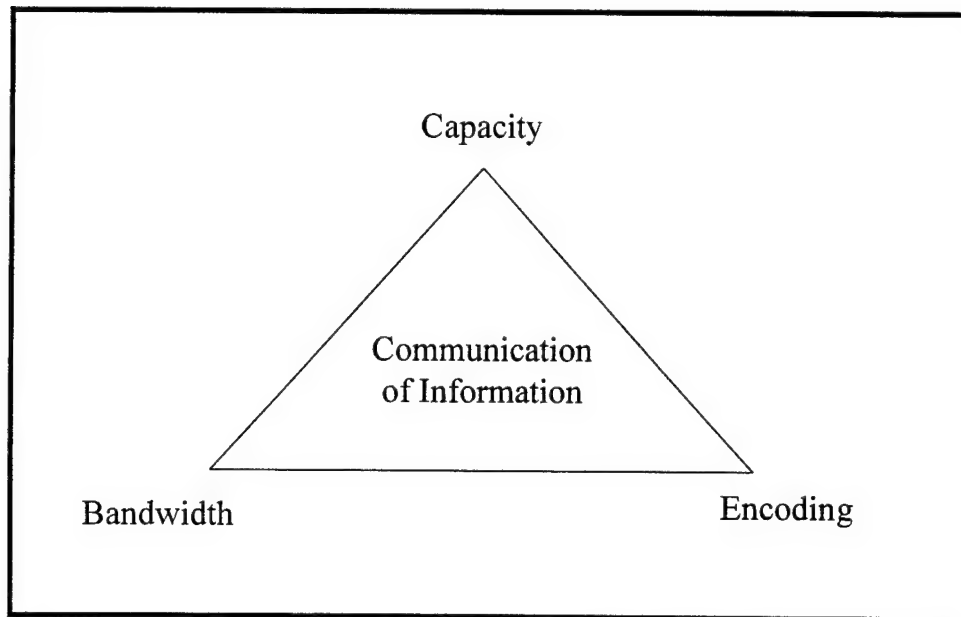 Capacity
Communication
of Information
Bandwidth
Encoding